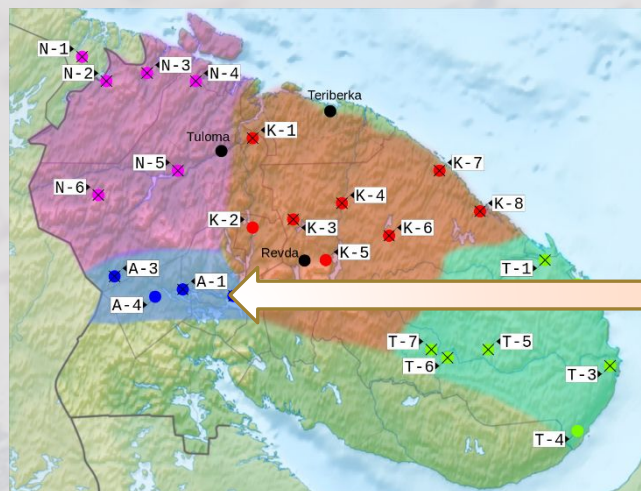 N-1
N-2
N-3
N-4
Teriberka
K-1
Tuloma
N-5
K-7
N-6
K-4
K-8
K-2
K-3
K-6
Revda
K-5
A-3
T-1
A-1
A-4
T-7
T-5
T-6
T-3
T-4